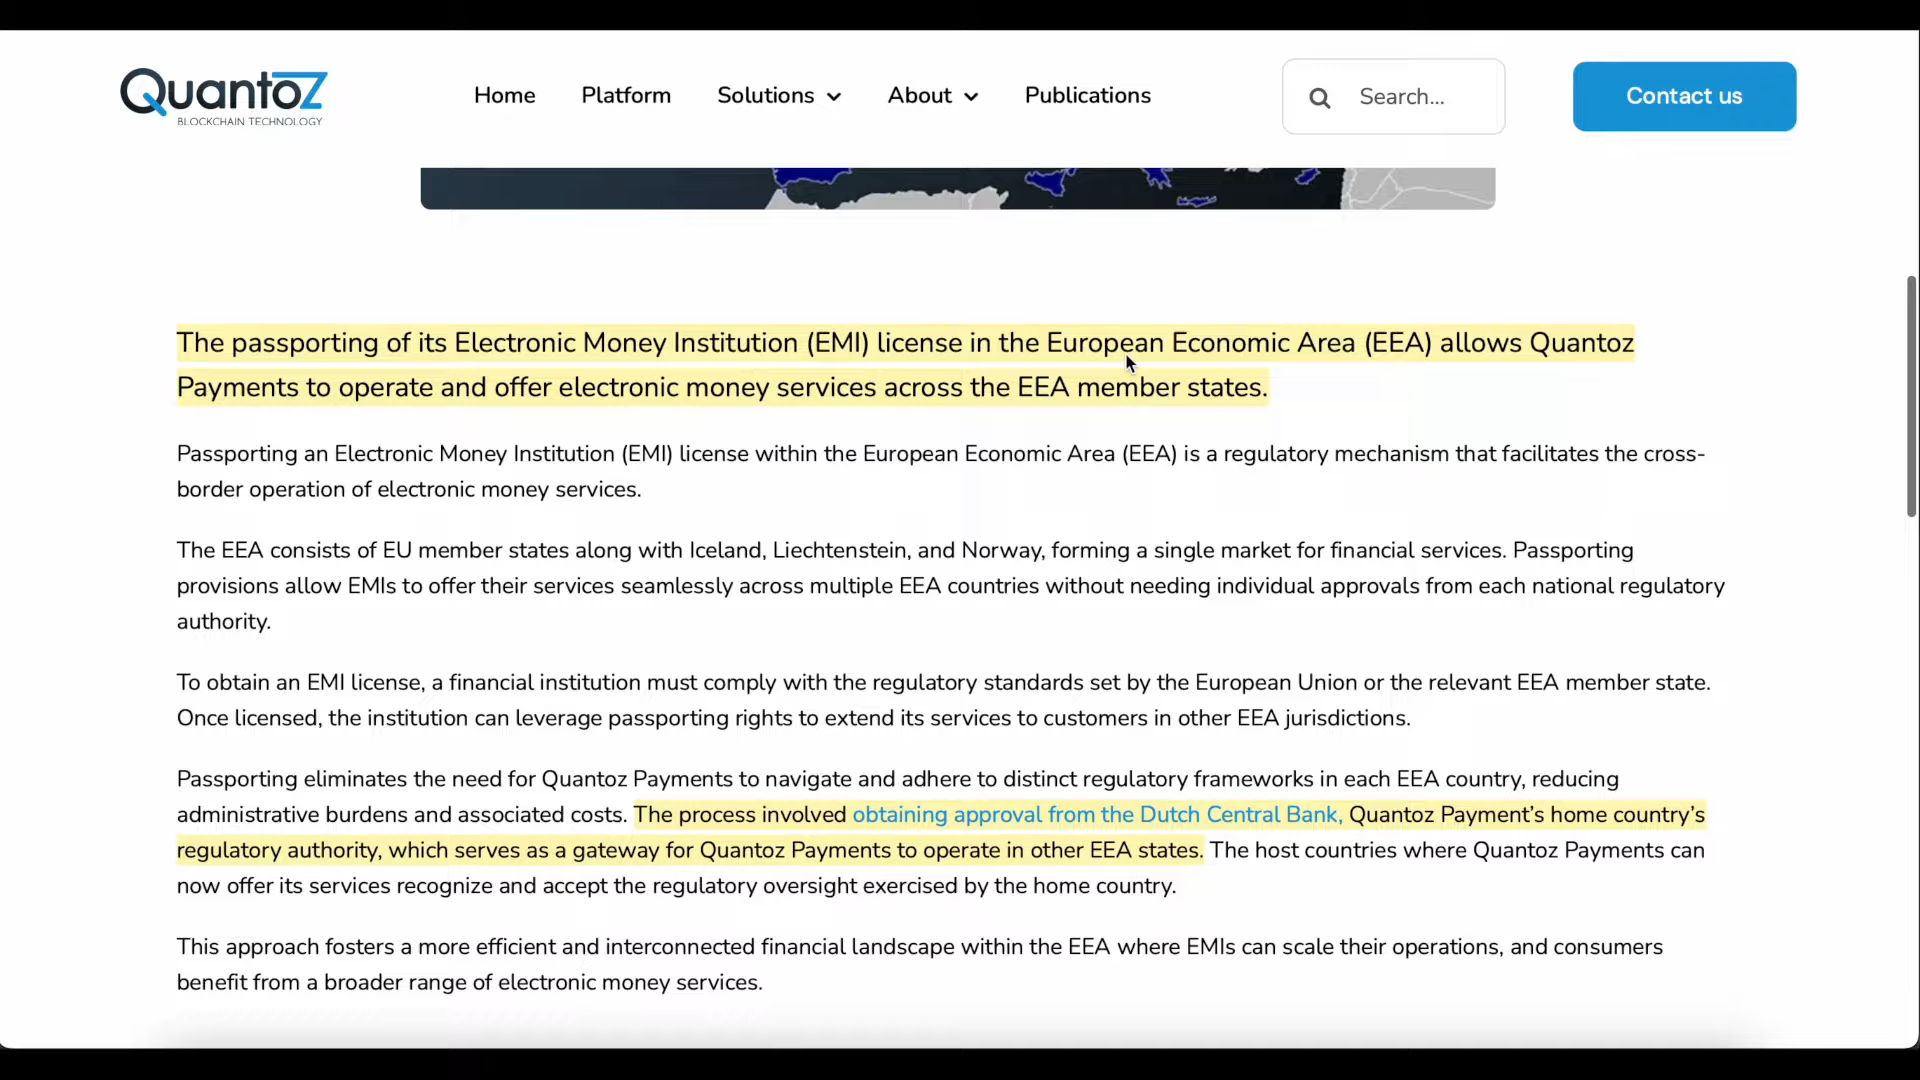 QuantoZ
BLOCKCHAIN TECHNOLOGY
Home
Platform
Solutions
About
Publications
Search...
Contact us
The passporting of its Electronic Money Institution (EMI) license in the European Economic Area (EEA) allows Quantoz
Payments to operate and offer electronic money services across the EEA member states.
Passporting an Electronic Money Institution (EMI) license within the European Economic Area (EEA) is a regulatory mechanism that facilitates the cross-
border operation of electronic money services.
The EEA consists of EU member states along with Iceland, Liechtenstein, and Norway, forming a single market for financial services. Passporting
provisions allow EMIs to offer their services seamlessly across multiple EEA countries without needing individual approvals from each national regulatory
authority.
To obtain an EMI license, a financial institution must comply with the regulatory standards set by the European Union or the relevant EEA member state.
Once licensed, the institution can leverage passporting rights to extend its services to customers in other EEA jurisdictions.
Passporting eliminates the need for Quantoz Payments to navigate and adhere to distinct regulatory frameworks in each EEA country, reducing
administrative burdens and associated costs. The process involved obtaining approval from the Dutch Central Bank, Quantoz Payment’s home country’s
regulatory authority, which serves as a gateway for Quantoz Payments to operate in other EEA states. The host countries where Quantoz Payments can
now offer its services recognize and accept the regulatory oversight exercised by the home country.
This approach fosters a more efficient and interconnected financial landscape within the EEA where EMIs can scale their operations, and consumers
benefit from a broader range of electronic money services.